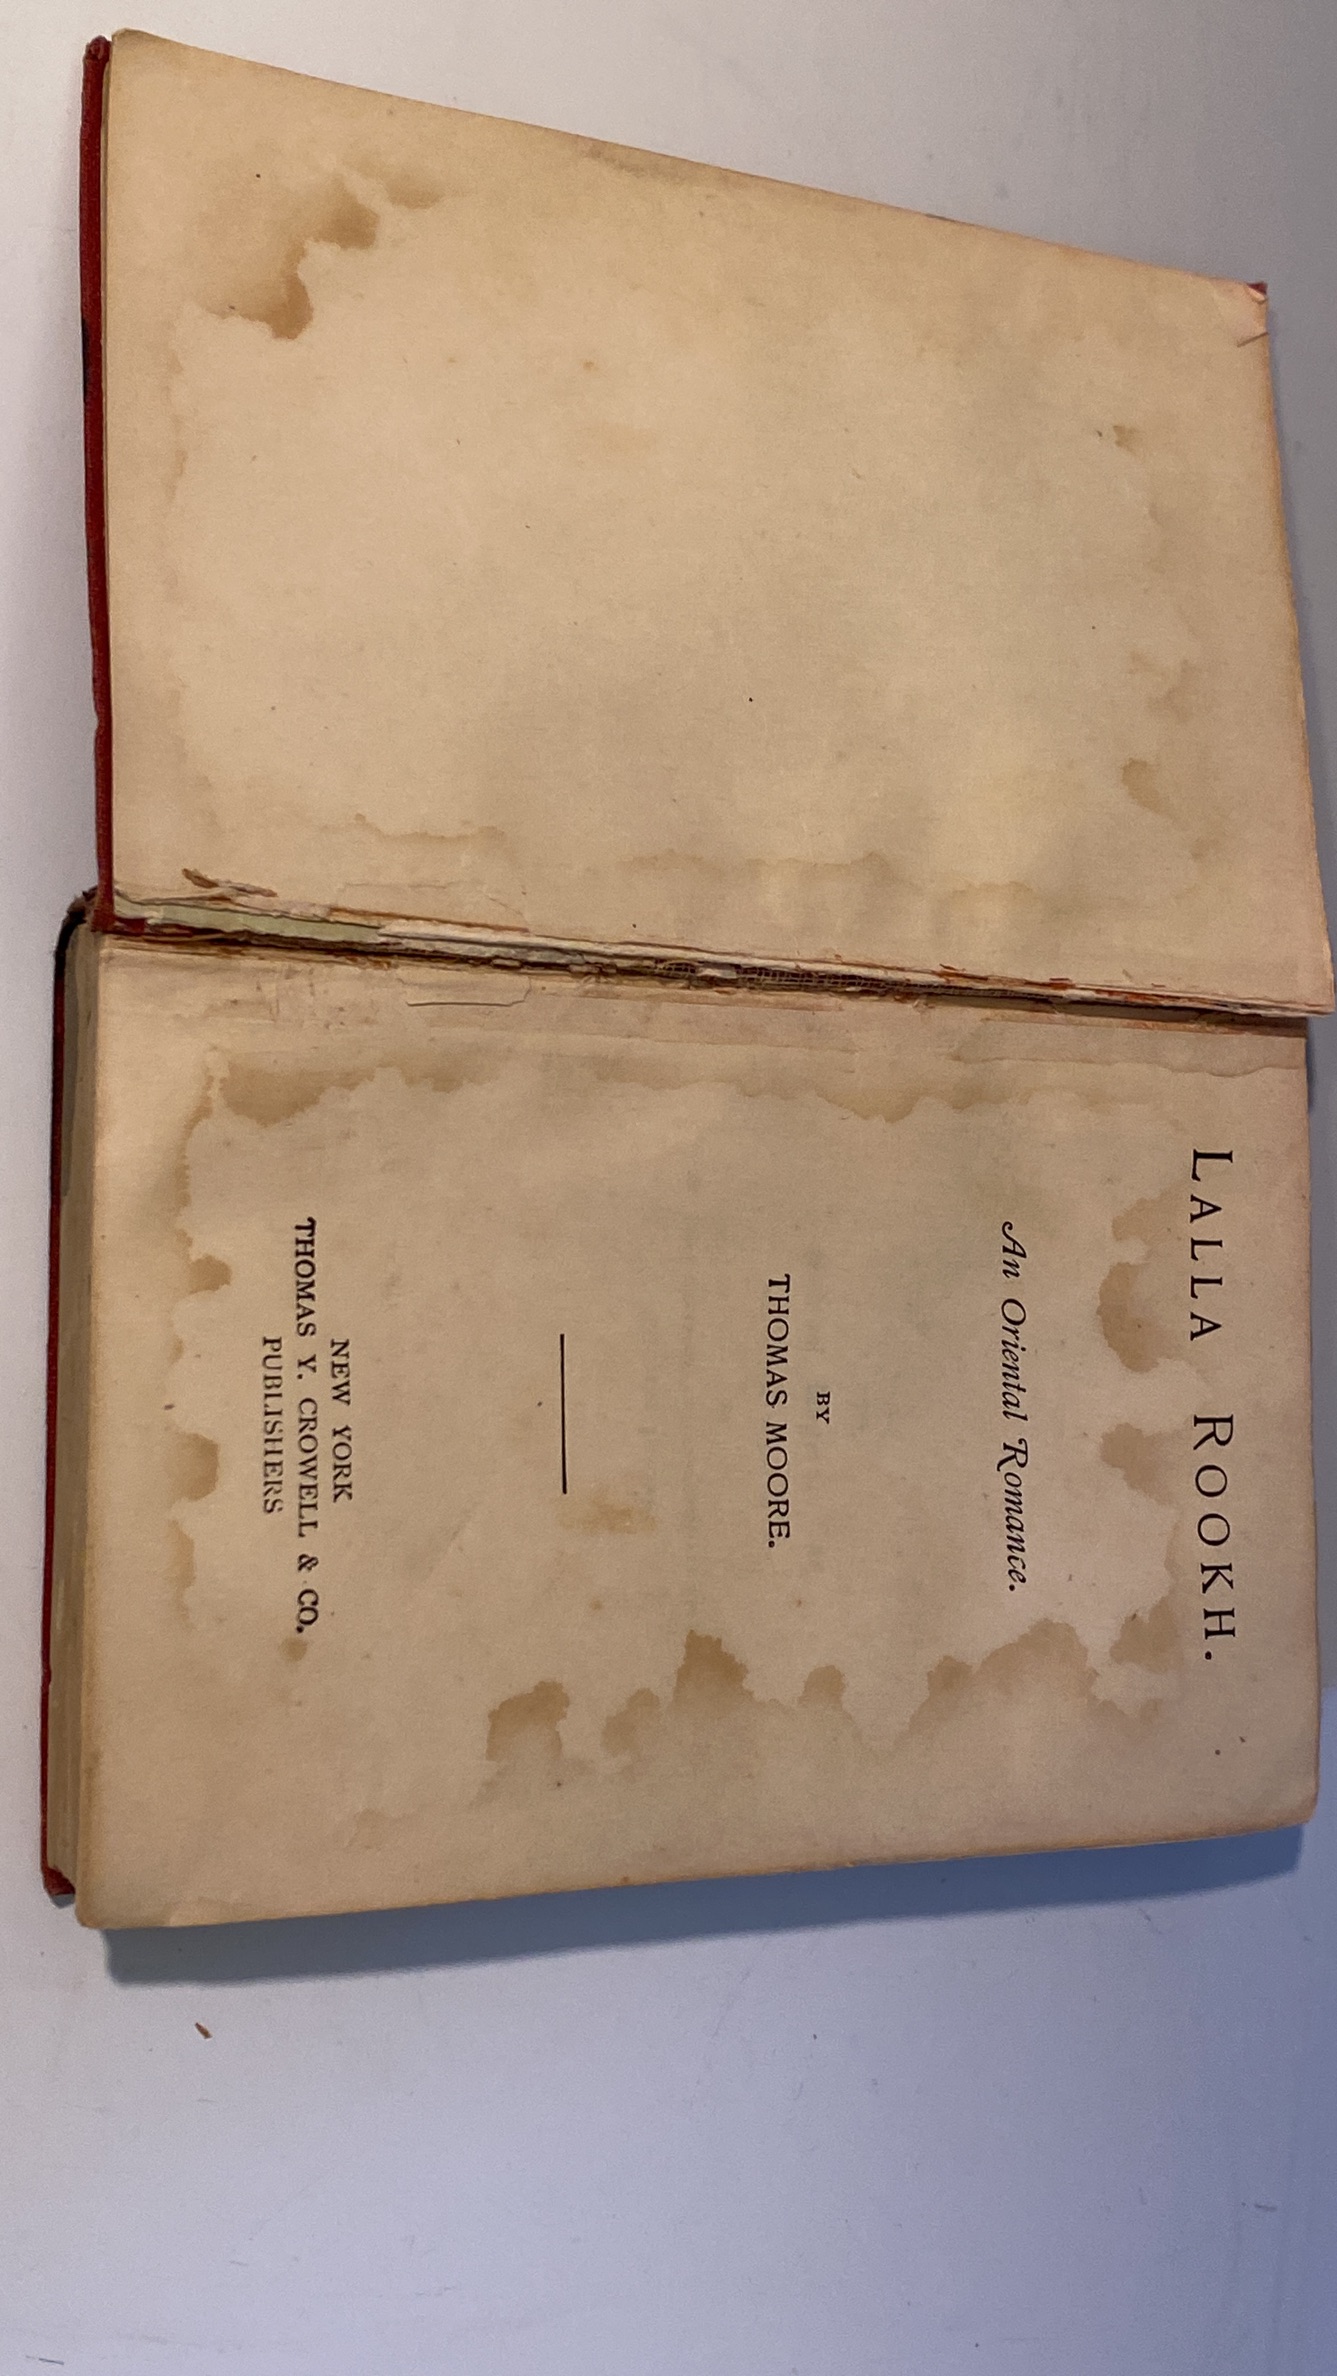 LALLA ROOKH.
An Oriental Romance.
BY
THOMAS MOORE.
NEW YORK
THOMAS Y. CROWELL & CO.
PUBLISHERS